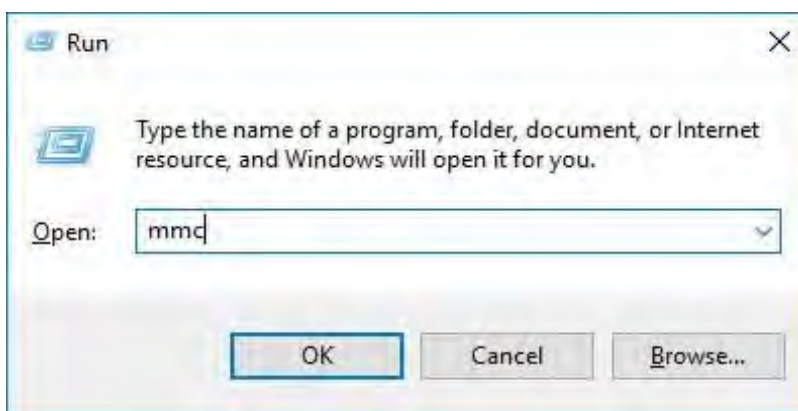 Run
Type the name of a program, folder, document, or Internet
resource, and Windows will open it for you.
Open: mmc
OK Cancel Browse...